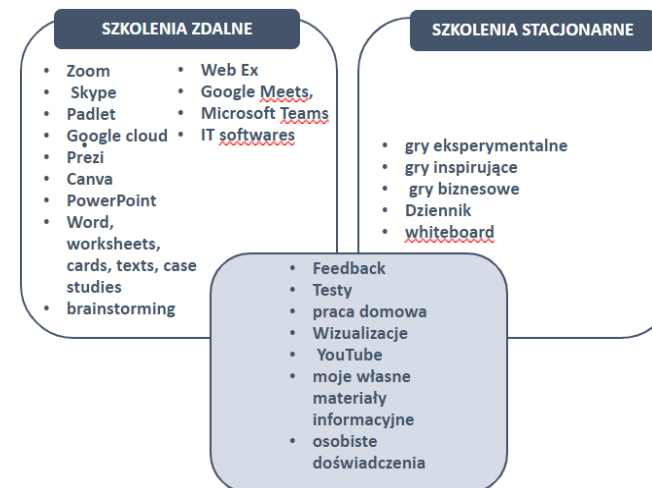 SZKOLENIA ZDALNE
• Zoom
• Skype
• Padlet
• Google cloud
• Prezi
• Canva
• PowerPoint
• Word,
worksheets,
cards, texts, case
studies
• brainstorming
• Web Ex
• Google Meets,
• Microsoft Teams
• IT softwares
SZKOLENIA STACJONARNE
• gry eksperymentalne
• gry inspirujące
• gry biznesowe
• Dziennik
• whiteboard
• Feedback
• Testy
• praca domowa
• Wizualizacje
• YouTube
• moje własne
materiały
informacyjne
• osobiste
doświadczenia